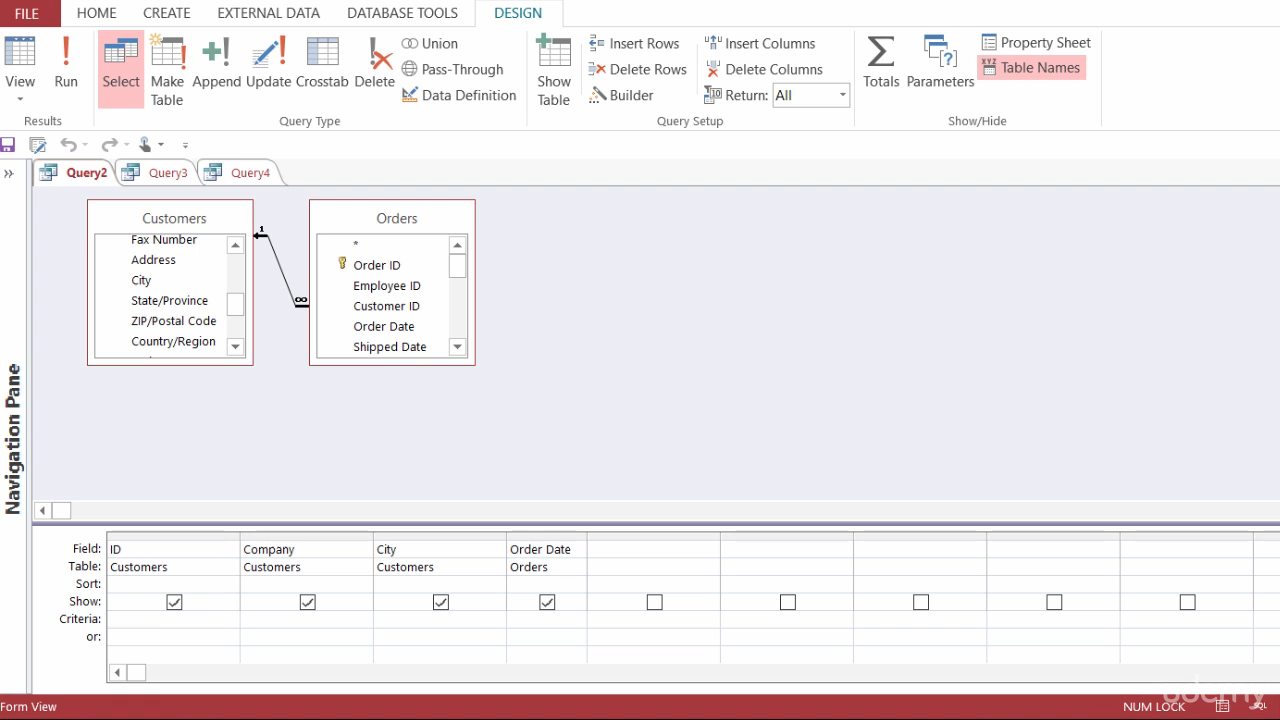 FILE HOME CREATE EXTERNAL DATA DATABASE TOOLS DESIGN
View Run Select Make Table Append Update Crosstab Delete
Union
Pass-Through
Data Definition
Show Table
Insert Rows
Delete Rows
Builder
Insert Columns
Delete Columns
Return: All
Totals Parameters
Property Sheet
XYZ Table Names
Results Query Type Query Setup Show/Hide
Query2 Query3 Query4
Navigation Pane
Customers
Fax Number
Address
City
State/Province
ZIP/Postal Code
Country/Region
1
∞
Orders
*
Order ID
Employee ID
Customer ID
Order Date
Shipped Date
Field: ID Company City Order Date
Table: Customers Customers Customers Orders
Sort:
Show:
Criteria:
or:
Form View NUM LOCK SQL
udemy